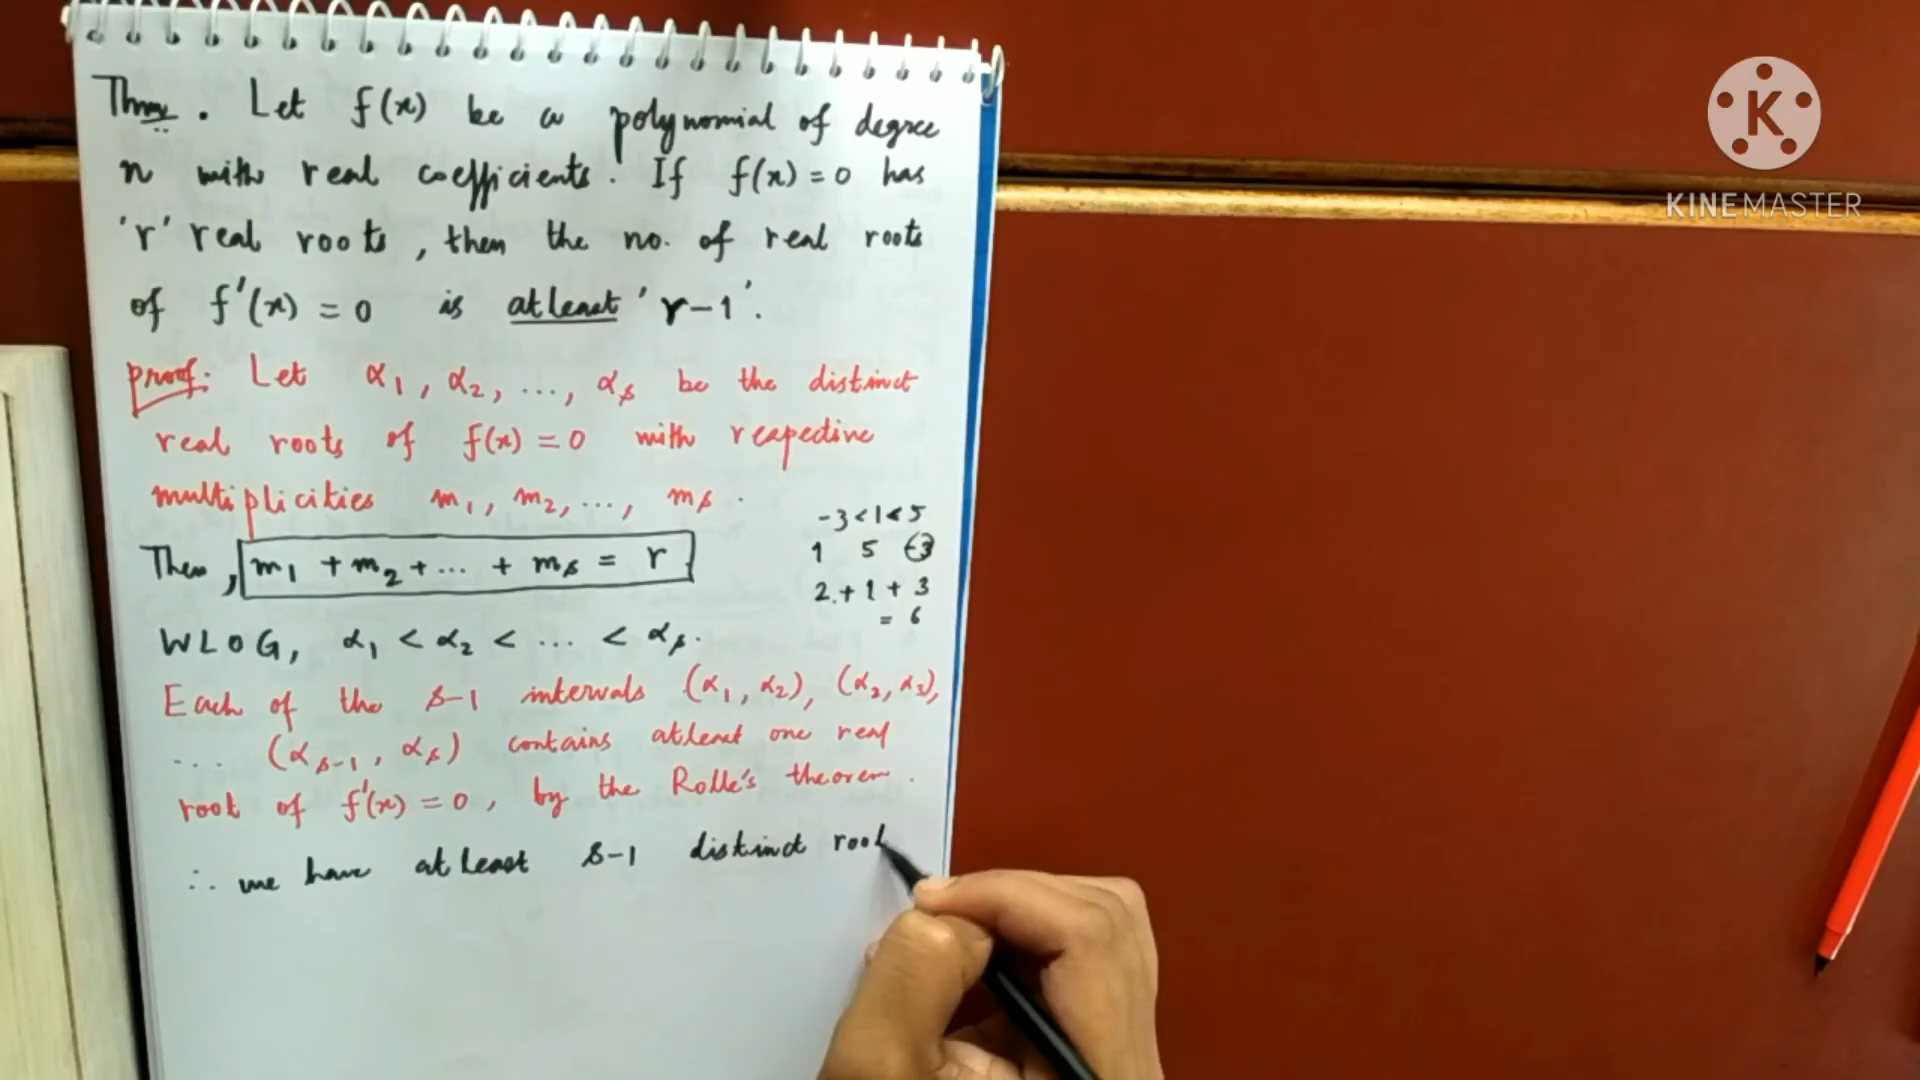 Thm. Let f(x) be a polynomial of degree
n with real coefficients. If f(x) = 0 has
'r' real roots, then the no. of real roots
of f'(x) = 0 is atleast 'r-1'.
proof: Let α₁, α₂, ..., αₛ be the distinct
real roots of f(x) = 0 with respective
multiplicities m₁, m₂, ..., mₛ.
Then, m₁ + m₂ + ... + mₛ = r
-3 < 1 < 5
1 5 -3
2 + 1 + 3
= 6
WLOG, α₁ < α₂ < ... < αₛ.
Each of the s-1 intervals (α₁, α₂), (α₂, α₃),
... (αₛ₋₁, αₛ) contains atleast one real
root of f'(x) = 0, by the Rolle's theorem.
∴ we have at least s-1 distinct root
K
KINEMASTER